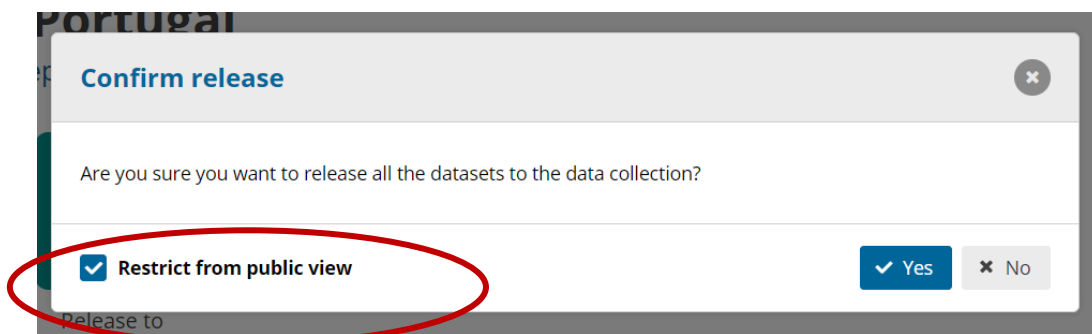 Portugal
ep
Confirm release
Are you sure you want to release all the datasets to the data collection?
Restrict from public view
Yes
No
Release to